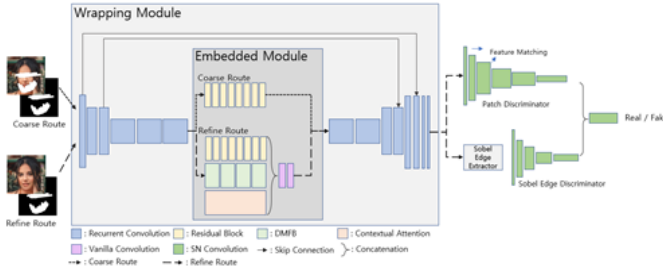 Wrapping Module
Embedded Module
Coarse Route
Refine Route
Coarse Route
Refine Route
Feature Matching
Patch Discriminator
Real / Fak
Sobel
Edge
Extractor
Sobel Edge Discriminator
: Recurrent Convolution
: Residual Block
: DMFB
: Contextual Attention
: Vanilla Convolution
: SN Convolution
: Skip Connection
: Concatenation
: Coarse Route
: Refine Route